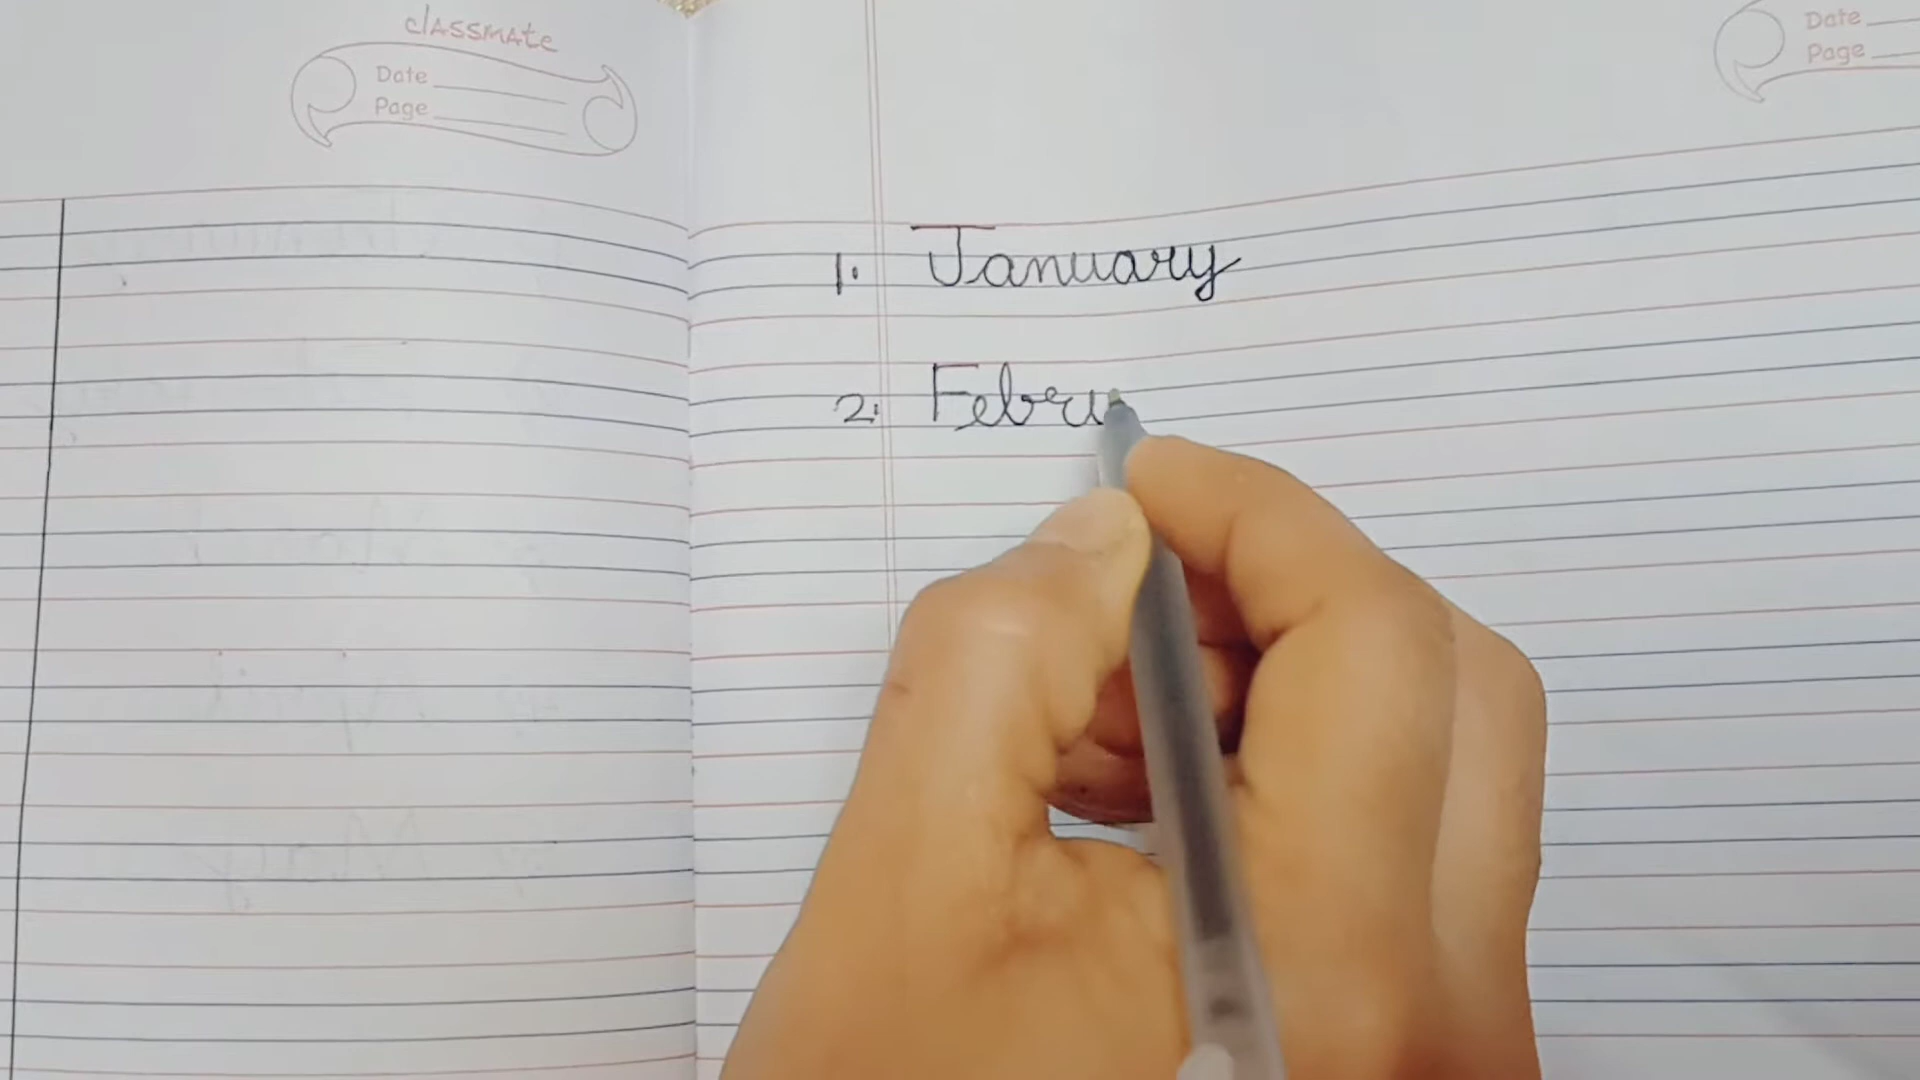 classmate
Date
Page
Date
Page
1. January
2. Febru